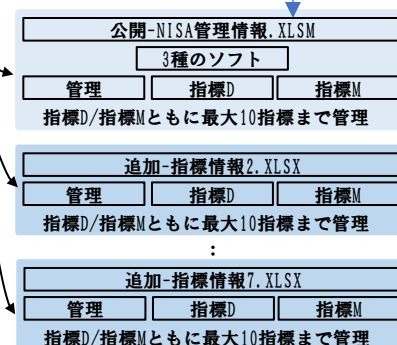 公開-NISA管理情報.XLSM
3種のソフト
管理 指標D 指標M
指標D/指標Mともに最大10指標まで管理
追加-指標情報2.XLSX
管理 指標D 指標M
指標D/指標Mともに最大10指標まで管理
:
追加-指標情報7.XLSX
管理 指標D 指標M
指標D/指標Mともに最大10指標まで管理